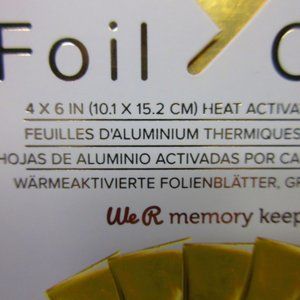 Foil
4 X 6 IN (10.1 X 15.2 CM) HEAT ACTIVA
FEUILLES D'ALUMINIUM THERMIQUES
HOJAS DE ALUMINIO ACTIVADAS POR CA
WÄRMEAKTIVIERTE FOLIENBLÄTTER, GR
We R memory keep